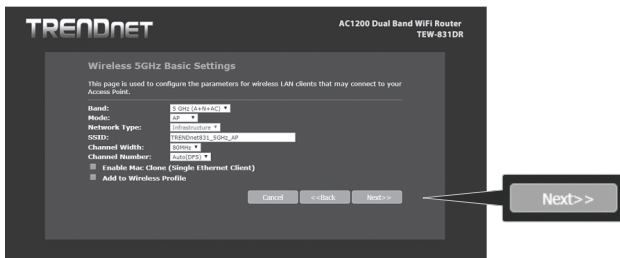 TRENDNET
AC1200 Dual Band WiFi Router
TEW-831DR
Wireless 5GHz Basic Settings
This page is used to configure the parameters for wireless LAN clients that may connect to your
Access Point.
Band: 5 GHz (A+N+AC)
Mode: AP
Network Type: Infrastructure
SSID: TRENDnet831_5GHz_AP
Channel Width: 80MHz
Channel Number: Auto(DFS)
Enable Mac Clone (Single Ethernet Client)
Add to Wireless Profile
Cancel <<Back Next>>
Next>>